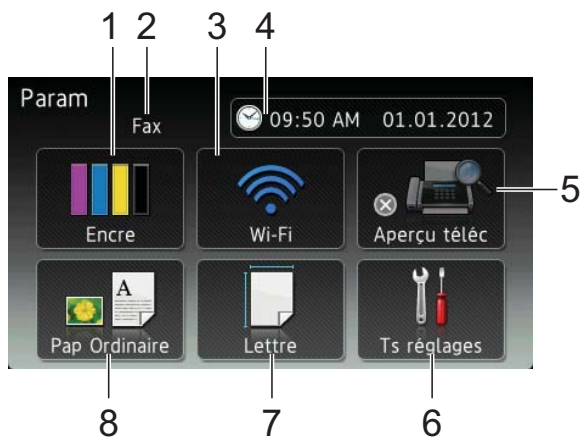 1 2 3 4
Param
Fax
09:50 AM 01.01.2012
5
Encre
Wi-Fi
Aperçu téléc
A
Pap Ordinaire
Lettre
Ts réglages
8 7 6